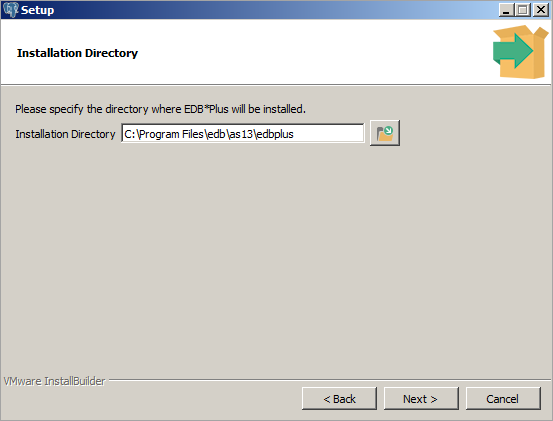 Setup
Installation Directory
Please specify the directory where EDB*Plus will be installed.
Installation Directory C:\Program Files\edb\as13\edbplus
VMware InstallBuilder
< Back Next > Cancel